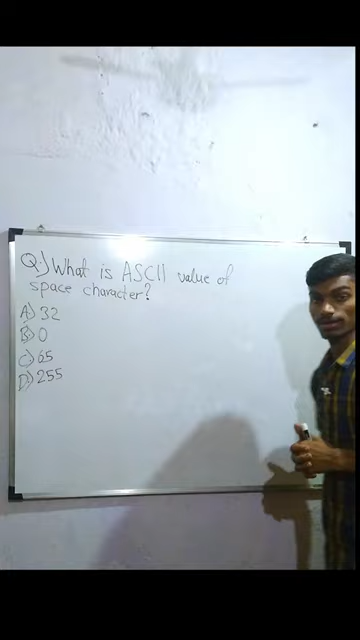 Q:) What is ASCII value of
space character?
A) 32
B) 0
C) 65
D) 255